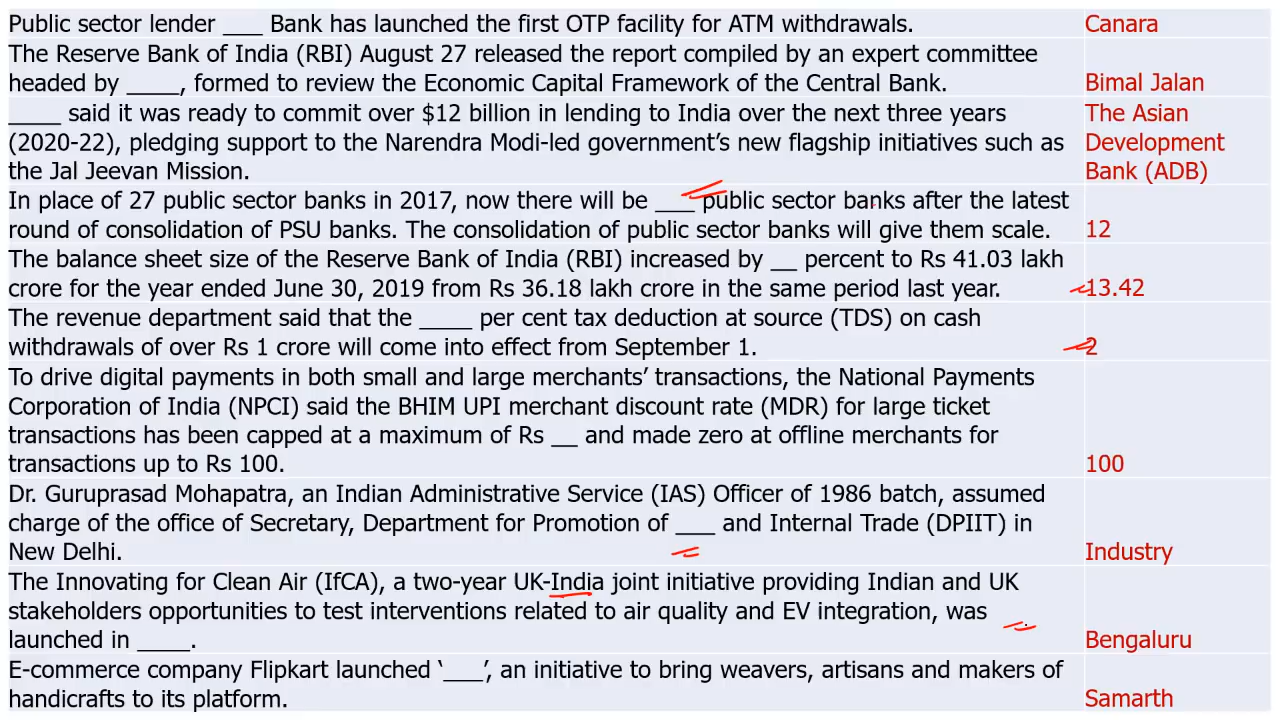 Public sector lender ___ Bank has launched the first OTP facility for ATM withdrawals. Canara
The Reserve Bank of India (RBI) August 27 released the report compiled by an expert committee
headed by ____, formed to review the Economic Capital Framework of the Central Bank. Bimal Jalan
____ said it was ready to commit over $12 billion in lending to India over the next three years The Asian
(2020-22), pledging support to the Narendra Modi-led government’s new flagship initiatives such as Development
the Jal Jeevan Mission. Bank (ADB)
In place of 27 public sector banks in 2017, now there will be ___ public sector banks after the latest
round of consolidation of PSU banks. The consolidation of public sector banks will give them scale. 12
The balance sheet size of the Reserve Bank of India (RBI) increased by __ percent to Rs 41.03 lakh
crore for the year ended June 30, 2019 from Rs 36.18 lakh crore in the same period last year. 13.42
The revenue department said that the ____ per cent tax deduction at source (TDS) on cash
withdrawals of over Rs 1 crore will come into effect from September 1. 2
To drive digital payments in both small and large merchants’ transactions, the National Payments
Corporation of India (NPCI) said the BHIM UPI merchant discount rate (MDR) for large ticket
transactions has been capped at a maximum of Rs __ and made zero at offline merchants for
transactions up to Rs 100. 100
Dr. Guruprasad Mohapatra, an Indian Administrative Service (IAS) Officer of 1986 batch, assumed
charge of the office of Secretary, Department for Promotion of ___ and Internal Trade (DPIIT) in
New Delhi. Industry
The Innovating for Clean Air (IfCA), a two-year UK-India joint initiative providing Indian and UK
stakeholders opportunities to test interventions related to air quality and EV integration, was
launched in ____. Bengaluru
E-commerce company Flipkart launched ‘___’, an initiative to bring weavers, artisans and makers of
handicrafts to its platform. Samarth